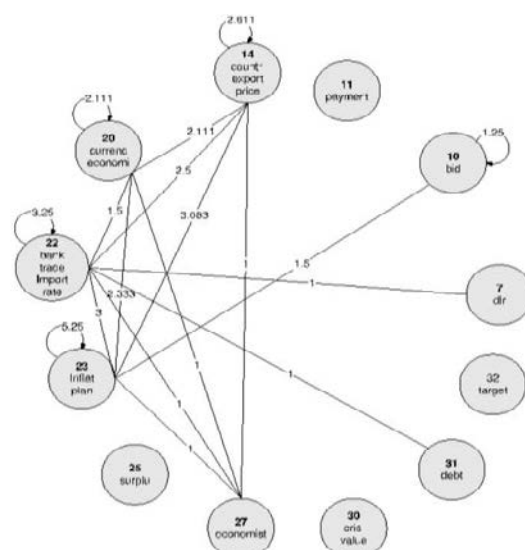 2.611
14
count
export
price
11
payment
2.111
20
currenc
economi
2.111
1.25
10
bid
2.5
1.5
3.083
3.25
22
bank
trade
import
rate
1.5
1
7
dlr
2.333
3
5.25
23
inflat
plan
1
1
1
32
target
1
1
25
surplu
31
debt
27
economist
30
value